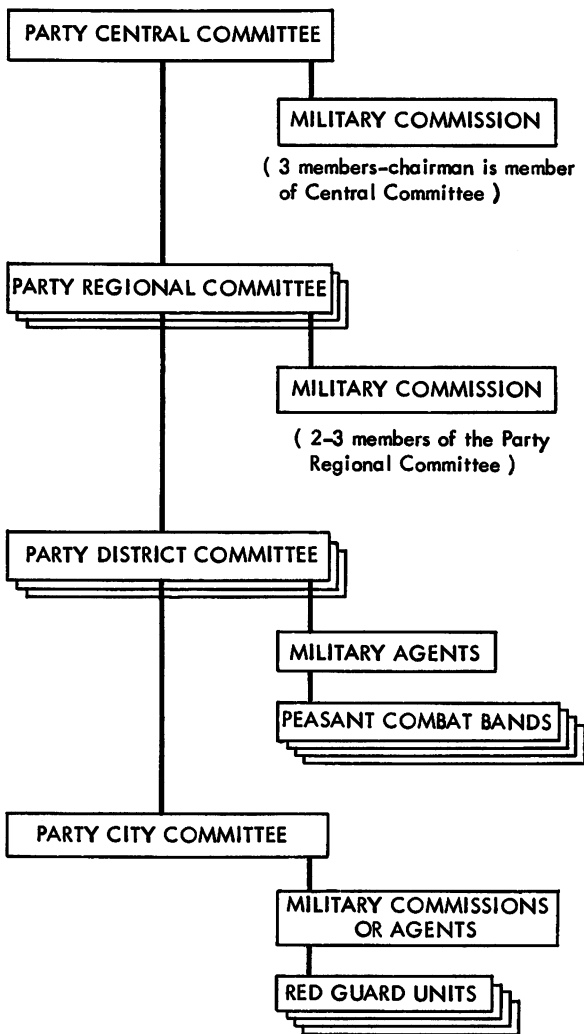 PARTY CENTRAL COMMITTEE
MILITARY COMMISSION
( 3 members-chairman is member
of Central Committee )
PARTY REGIONAL COMMITTEE
MILITARY COMMISSION
( 2-3 members of the Party
Regional Committee )
PARTY DISTRICT COMMITTEE
MILITARY AGENTS
PEASANT COMBAT BANDS
PARTY CITY COMMITTEE
MILITARY COMMISSIONS
OR AGENTS
RED GUARD UNITS